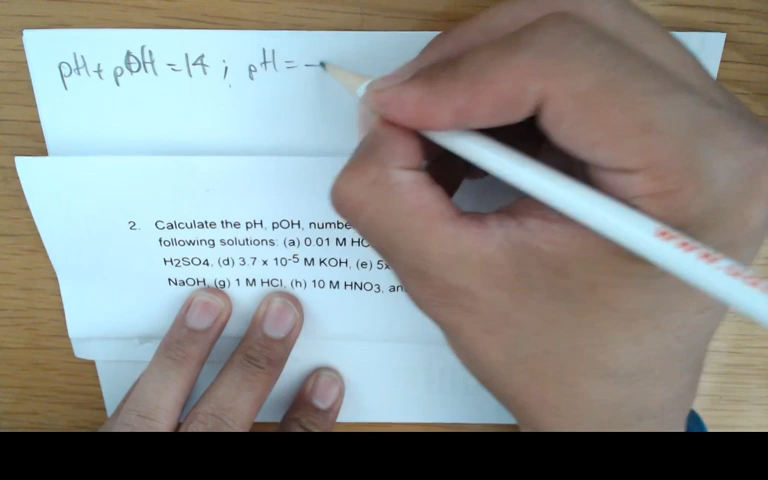 pH + pOH = 14 ; pH = -
2. Calculate the pH, pOH, numbe
following solutions: (a) 0.01 M HC
H2SO4, (d) 3.7 x 10-5 M KOH, (e) 5x
NaOH, (g) 1 M HCl, (h) 10 M HNO3, an